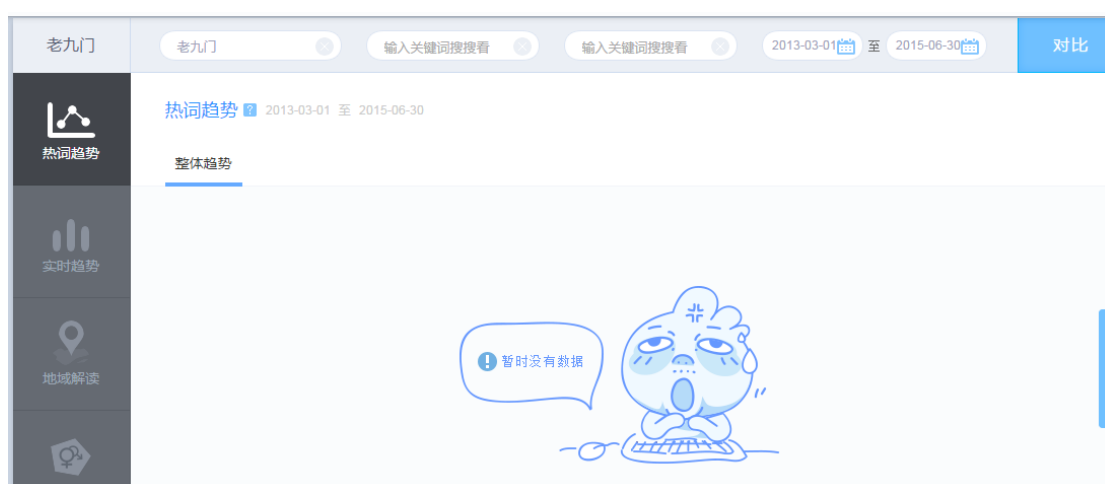 老九门
老九门
输入关键词搜搜看
输入关键词搜搜看
2013-03-01 至 2015-06-30
对比
热词趋势 ? 2013-03-01 至 2015-06-30
热词趋势
整体趋势
实时趋势
暂时没有数据
地域解读